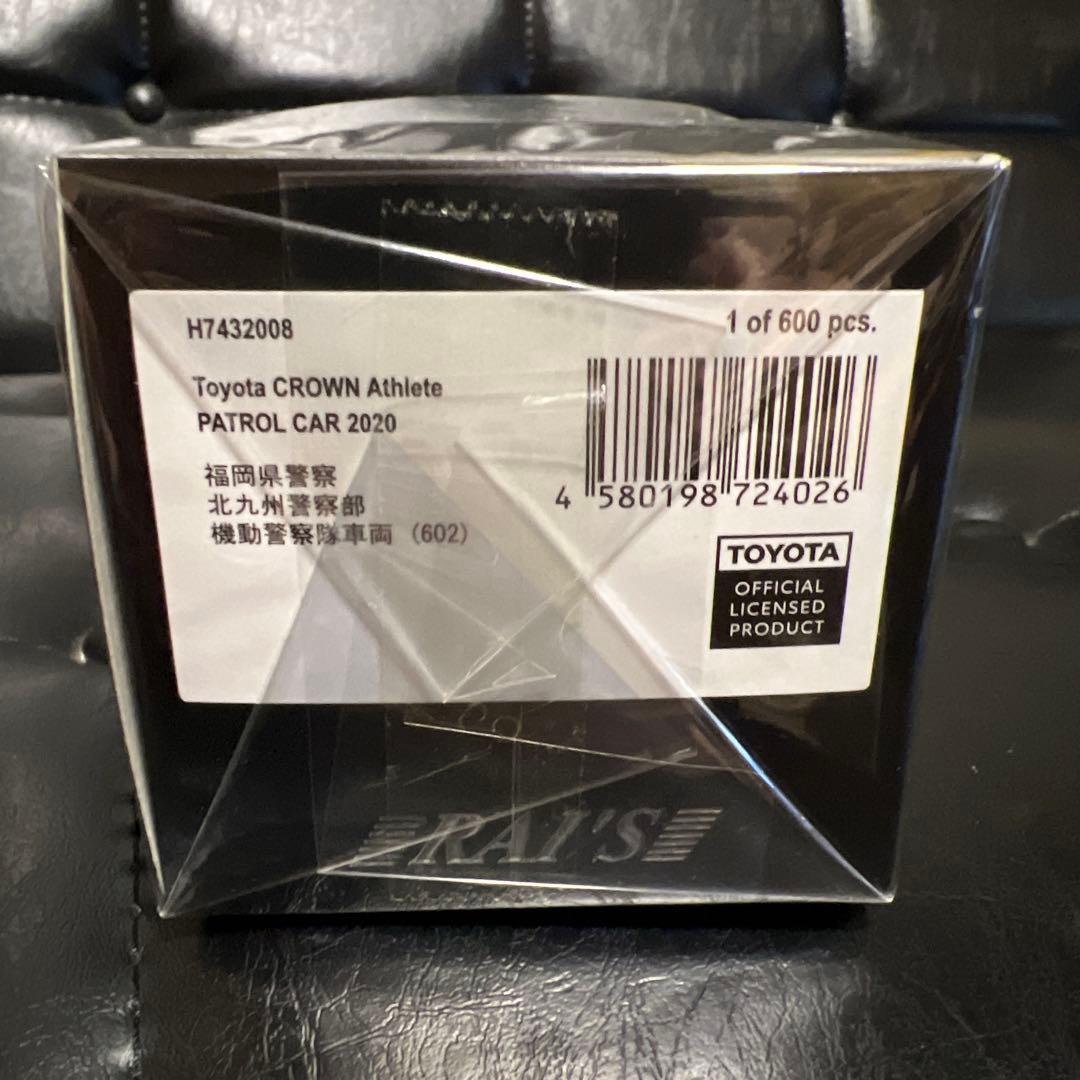 H7432008
1 of 600 pcs.
Toyota CROWN Athlete
PATROL CAR 2020
福岡県警察
北九州警察部
機動警察隊車両 (602)
4 580198 724026
TOYOTA
OFFICIAL
LICENSED
PRODUCT
RAI'S